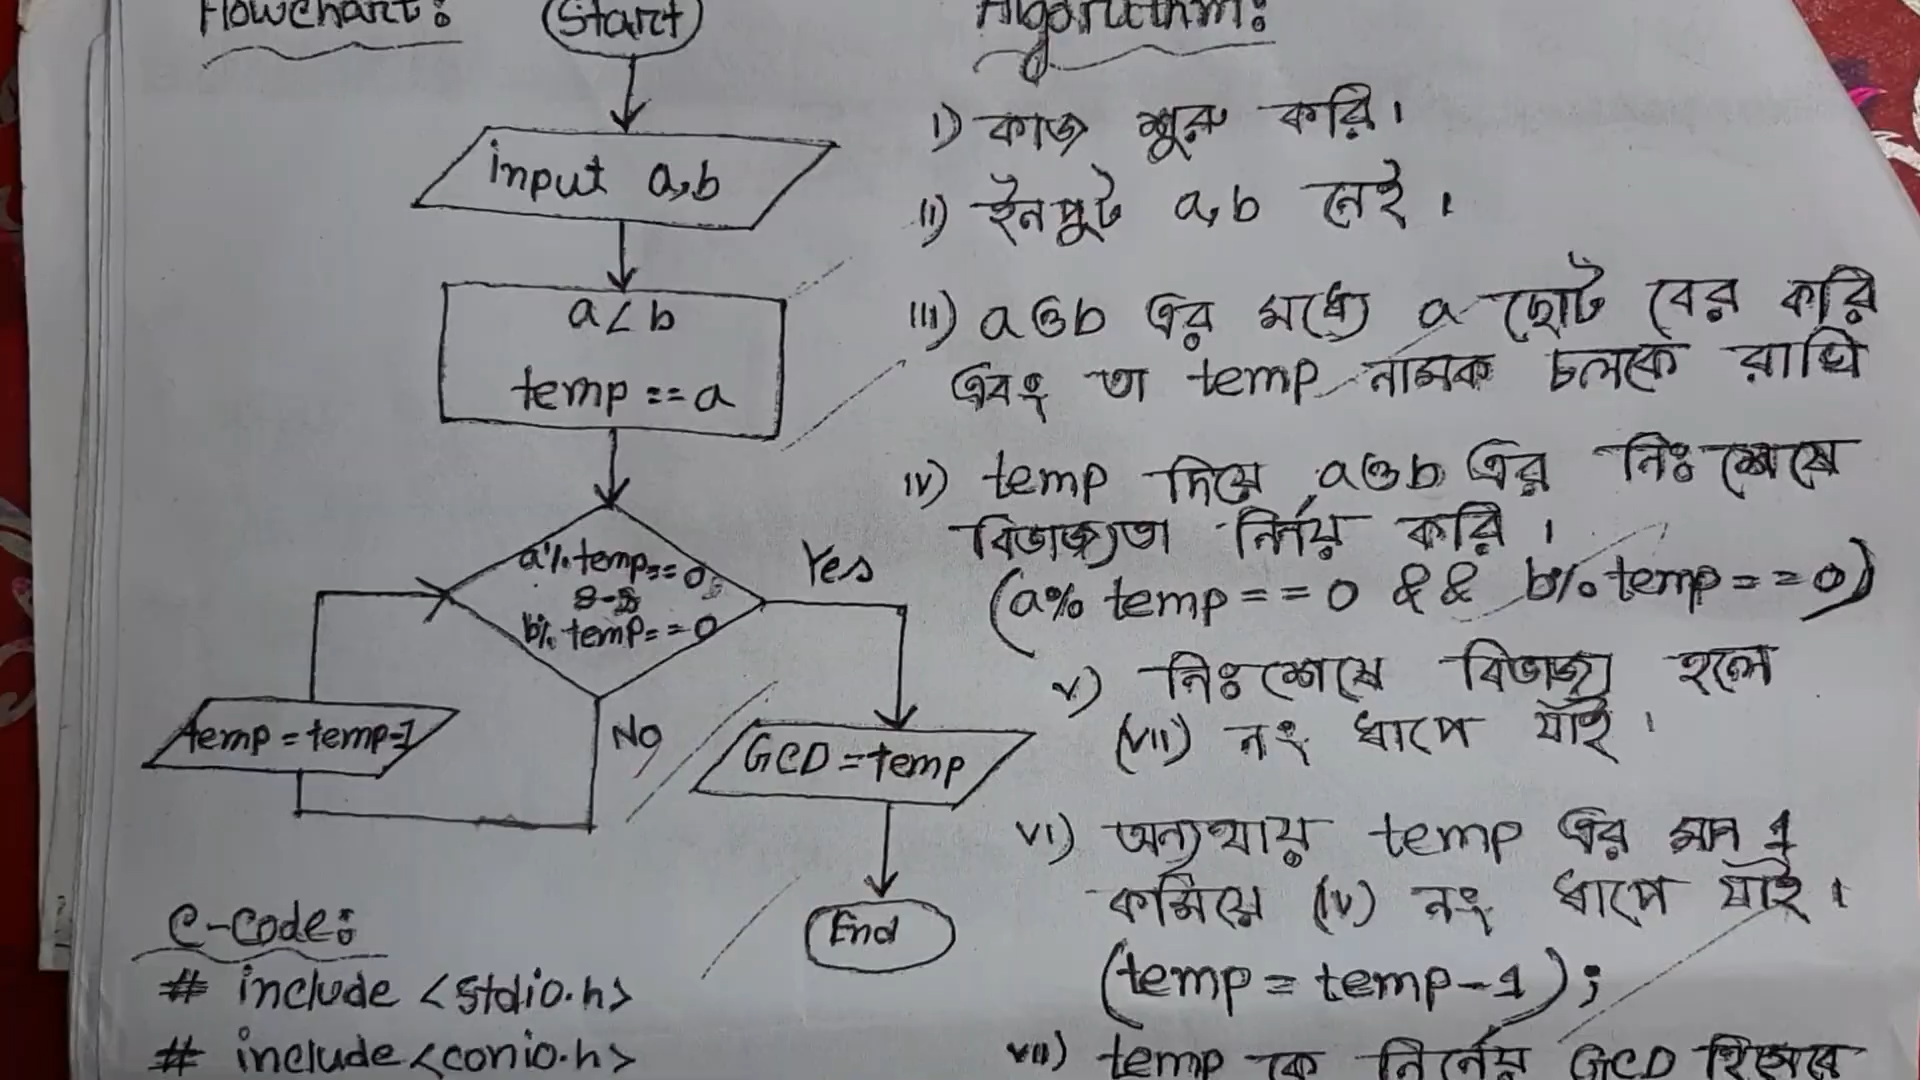 Flowchart:
Start
input a,b
a < b
temp == a
a% temp == 0
&&
b% temp == 0
Yes
No
temp = temp-1
GCD = temp
End
C-Code:
# include <stdio.h>
# include <conio.h>
Algorithm:
i) কাজ শুরু করি।
ii) ইনপুট a,b নেই।
iii) a ও b এর মধ্যে a ছোট বের করি
এবং তা temp নামক চলকে রাখি
iv) temp দিয়ে a ও b এর নিঃশেষে
বিভাজ্যতা নির্নয় করি।
(a% temp == 0 && b% temp == 0)
v) নিঃশেষে বিভাজ্য হলে
(vii) নং ধাপে যাই।
vi) অন্যথায় temp এর মান 1
কমিয়ে (iv) নং ধাপে যাই।
(temp = temp-1);
vii) temp কে নির্নেয় GCD হিসেবে